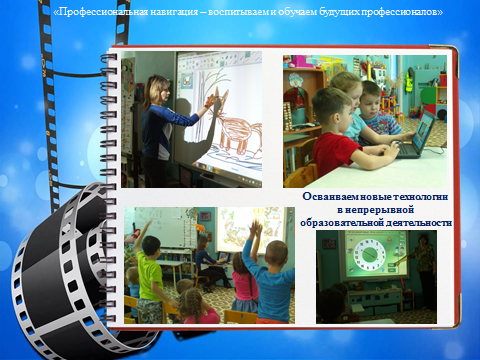 «Профессиональная навигация – воспитываем и обучаем будущих профессионалов»
Осваиваем новые технологии
в непрерывной
образовательной деятельности